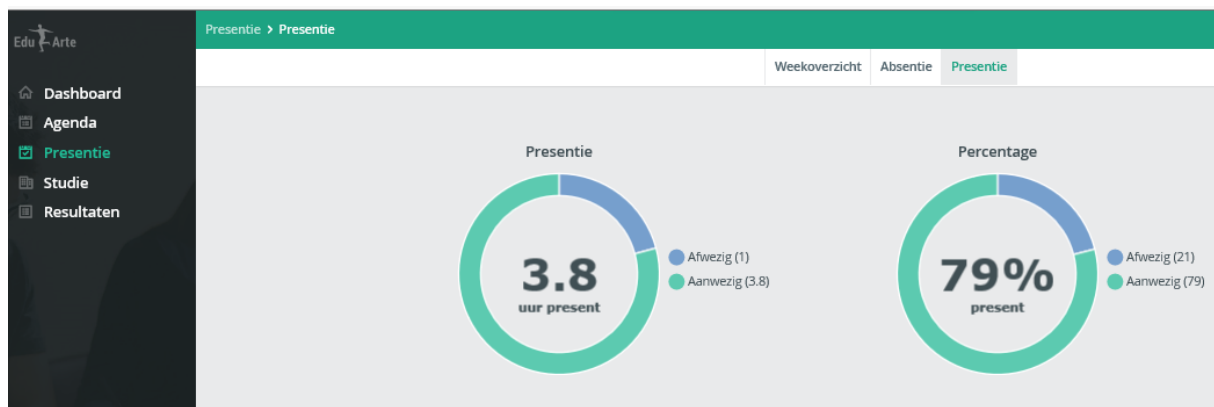 Edu Arte
Presentie > Presentie
Weekoverzicht Absentie Presentie
Dashboard
Agenda
Presentie
Studie
Resultaten
Presentie
3.8
uur present
Afwezig (1)
Aanwezig (3.8)
Percentage
79%
present
Afwezig (21)
Aanwezig (79)